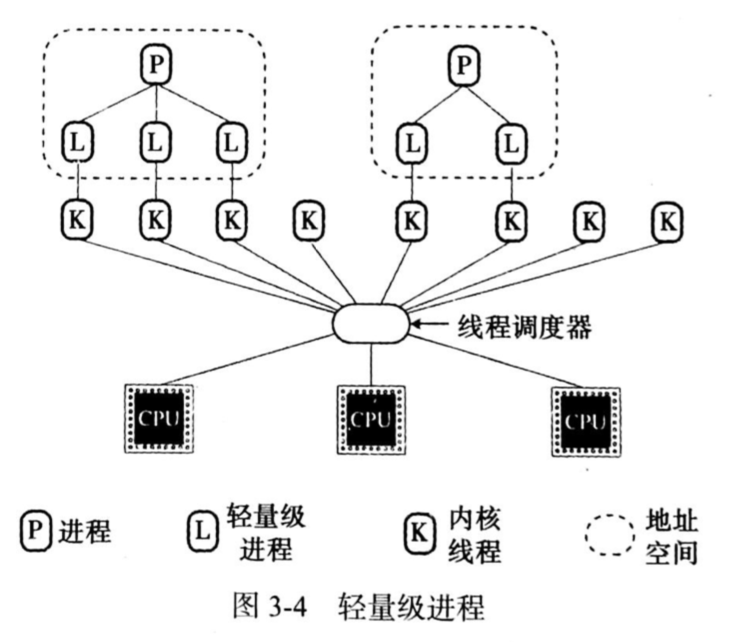 P P
L L L L L
K K K K K K K K
线程调度器
CPU CPU CPU
P 进程
L 轻量级
进程
K 内核
线程
地址
空间
图 3-4 轻量级进程